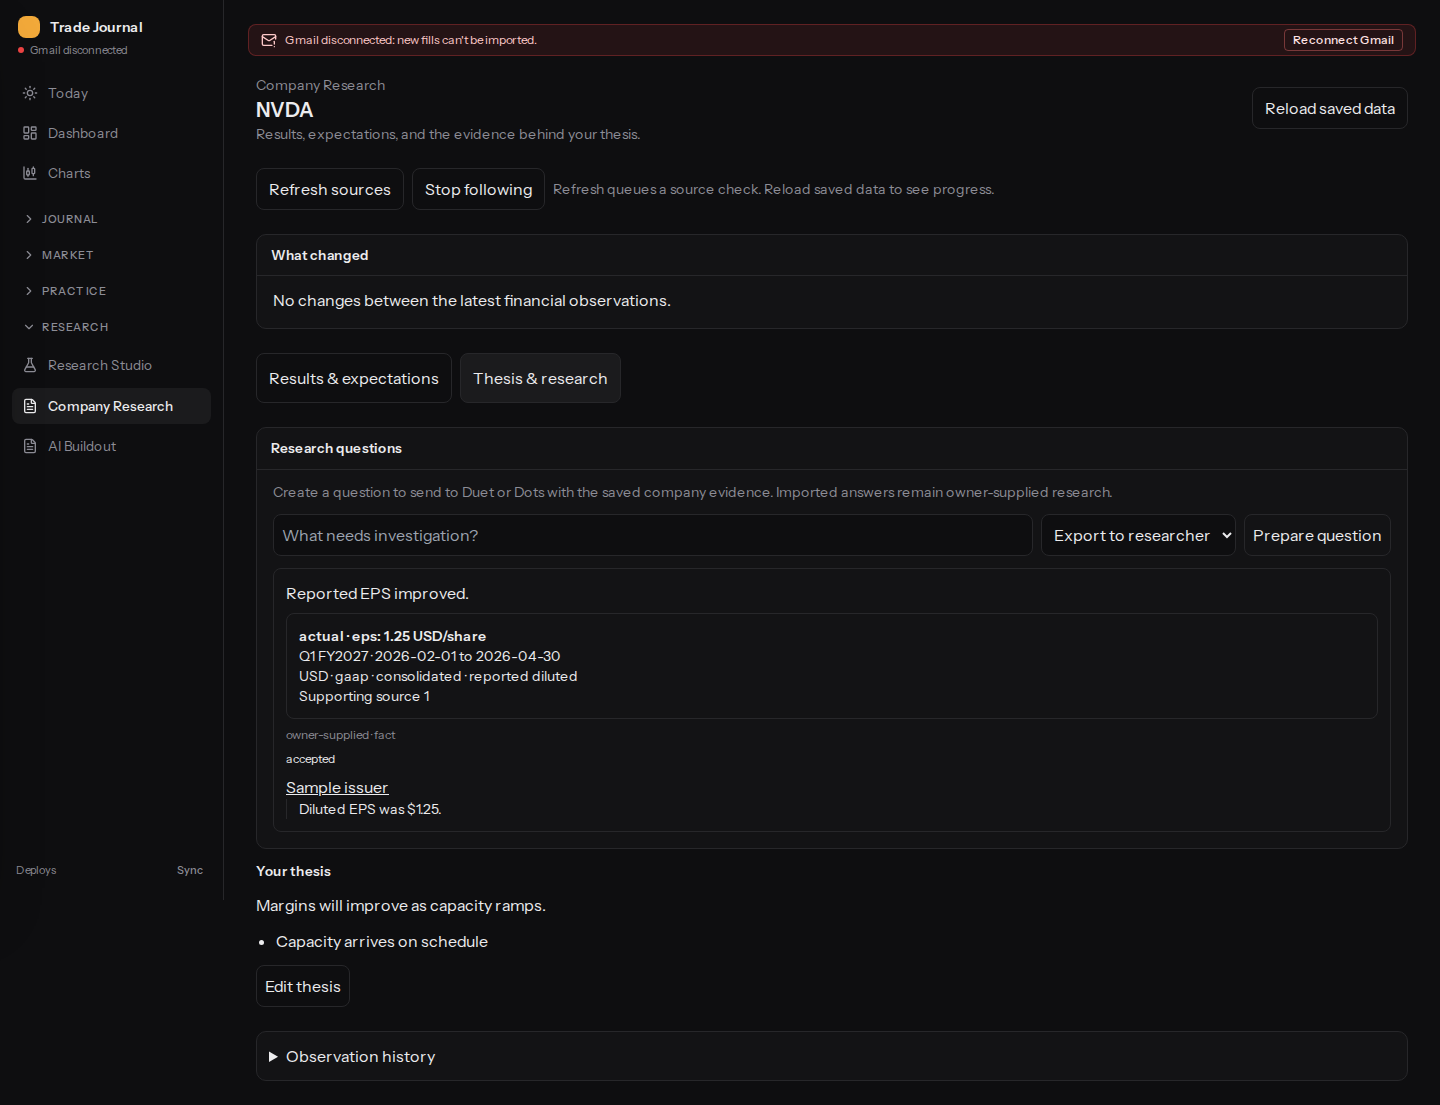 Trade Journal
Gmail disconnected
Today
Dashboard
Charts
JOURNAL
MARKET
PRACTICE
RESEARCH
Research Studio
Company Research
AI Buildout
Deploys
Sync
Gmail disconnected: new fills can't be imported.
Reconnect Gmail
Company Research
NVDA
Results, expectations, and the evidence behind your thesis.
Reload saved data
Refresh sources
Stop following
Refresh queues a source check. Reload saved data to see progress.
What changed
No changes between the latest financial observations.
Results & expectations
Thesis & research
Research questions
Create a question to send to Duet or Dots with the saved company evidence. Imported answers remain owner-supplied research.
What needs investigation?
Export to researcher
Prepare question
Reported EPS improved.
actual · eps: 1.25 USD/share
Q1 FY2027 · 2026-02-01 to 2026-04-30
USD · gaap · consolidated · reported diluted
Supporting source 1
owner-supplied · fact
accepted
Sample issuer
Diluted EPS was $1.25.
Your thesis
Margins will improve as capacity ramps.
• Capacity arrives on schedule
Edit thesis
Observation history